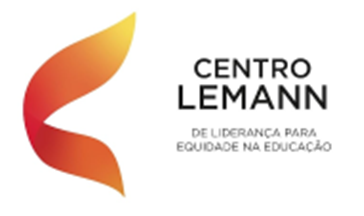 CENTRO
LEMANN
DE LIDERANÇA PARA
EQUIDADE NA EDUCAÇÃO